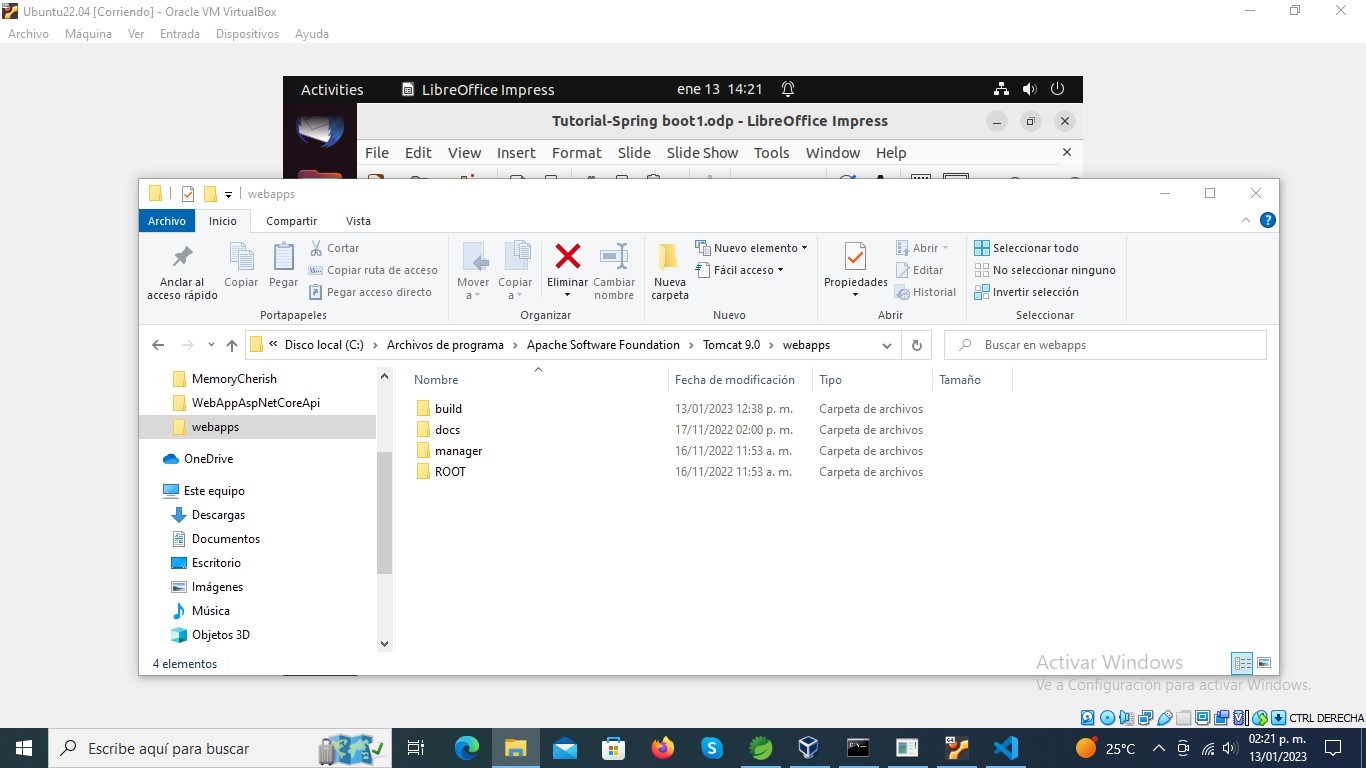 Ubuntu22.04 [Corriendo] - Oracle VM VirtualBox
Archivo Máquina Ver Entrada Dispositivos Ayuda
Activities LibreOffice Impress ene 13 14:21
Tutorial-Spring boot1.odp - LibreOffice Impress
File Edit View Insert Format Slide Slide Show Tools Window Help
webapps
Archivo Inicio Compartir Vista
Anclar al acceso rápido
Copiar
Pegar
Cortar
Copiar ruta de acceso
Pegar acceso directo
Portapapeles
Mover a
Copiar a
Eliminar
Cambiar nombre
Organizar
Nueva carpeta
Nuevo elemento
Fácil acceso
Nuevo
Propiedades
Abrir
Editar
Historial
Abrir
Seleccionar todo
No seleccionar ninguno
Invertir selección
Seleccionar
« Disco local (C:) > Archivos de programa > Apache Software Foundation > Tomcat 9.0 > webapps
Buscar en webapps
MemoryCherish
WebAppAspNetCoreApi
webapps
OneDrive
Este equipo
Descargas
Documentos
Escritorio
Imágenes
Música
Objetos 3D
Nombre Fecha de modificación Tipo Tamaño
build 13/01/2023 12:38 p. m. Carpeta de archivos
docs 17/11/2022 02:00 p. m. Carpeta de archivos
manager 16/11/2022 11:53 a. m. Carpeta de archivos
ROOT 16/11/2022 11:53 a. m. Carpeta de archivos
4 elementos
Activar Windows
Ve a Configuración para activar Windows.
CTRL DERECHA
Escribe aquí para buscar
25°C
02:21 p. m.
13/01/2023